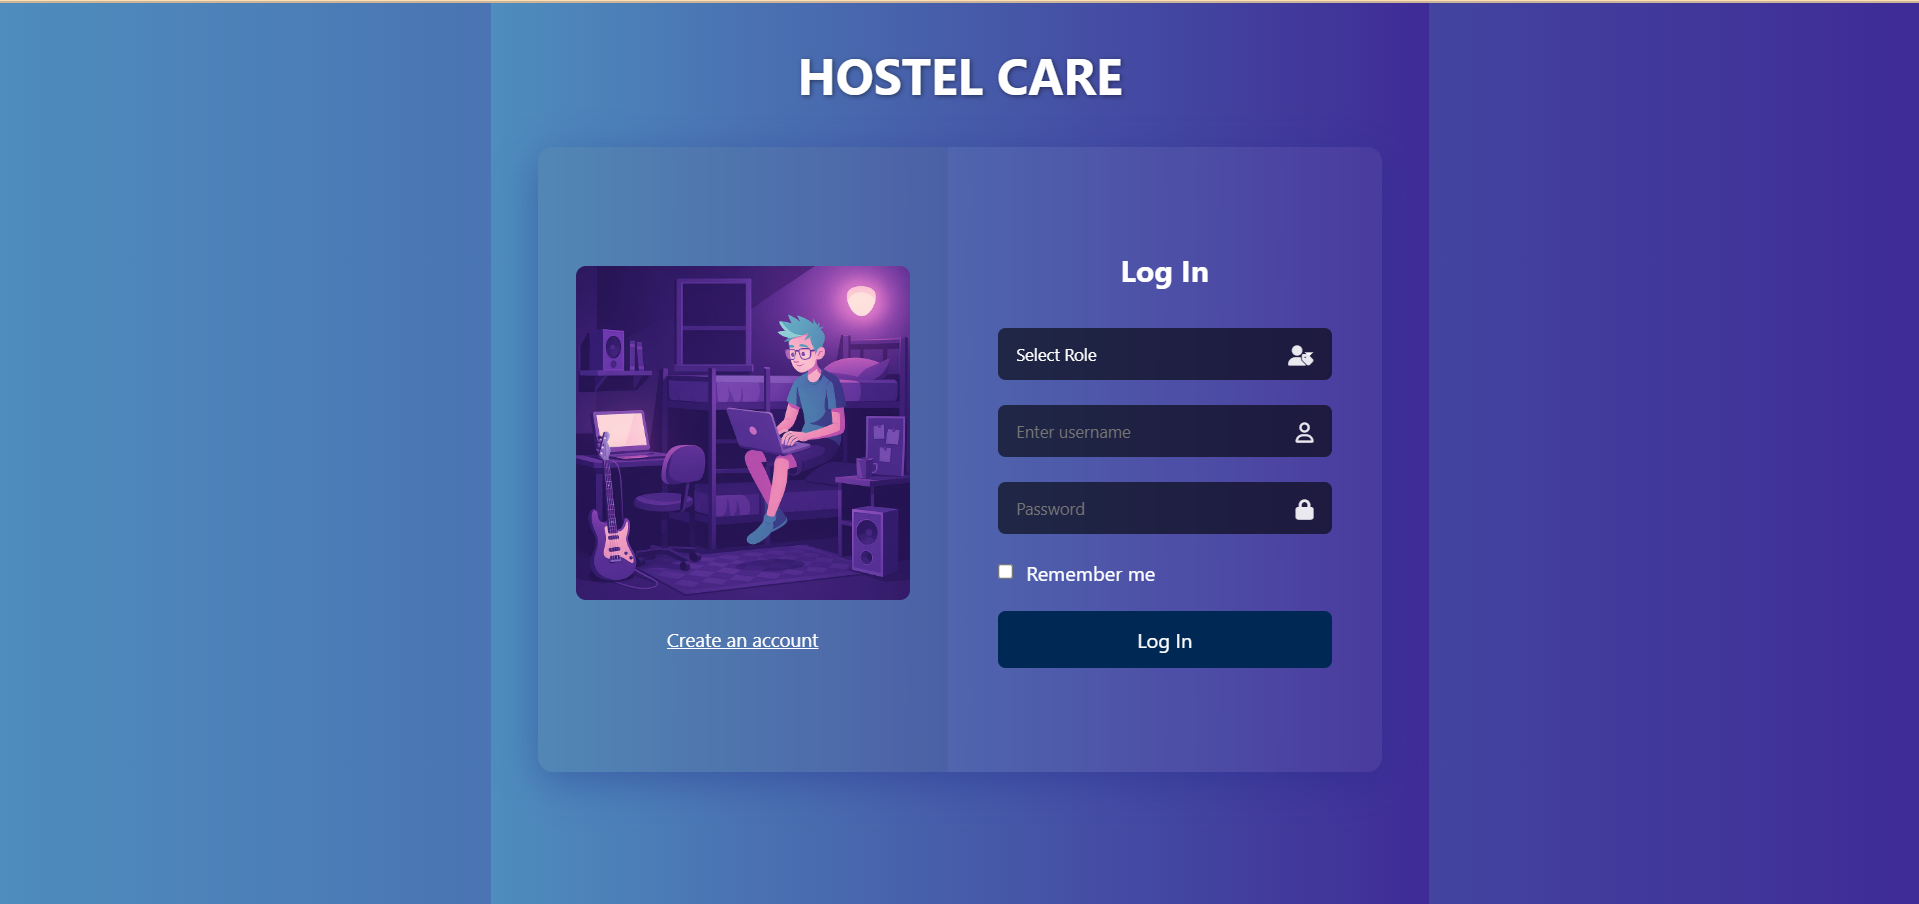 HOSTEL CARE
Log In
Select Role
Enter username
Password
Remember me
Log In
Create an account